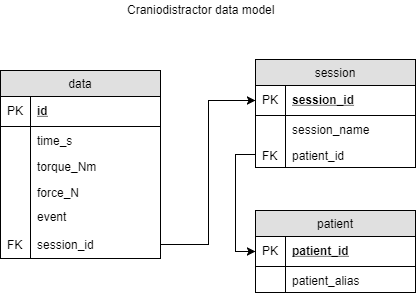 Craniodistractor data model
data
PK id
time_s
torque_Nm
force_N
event
FK session_id
session
PK session_id
session_name
FK patient_id
patient
PK patient_id
patient_alias